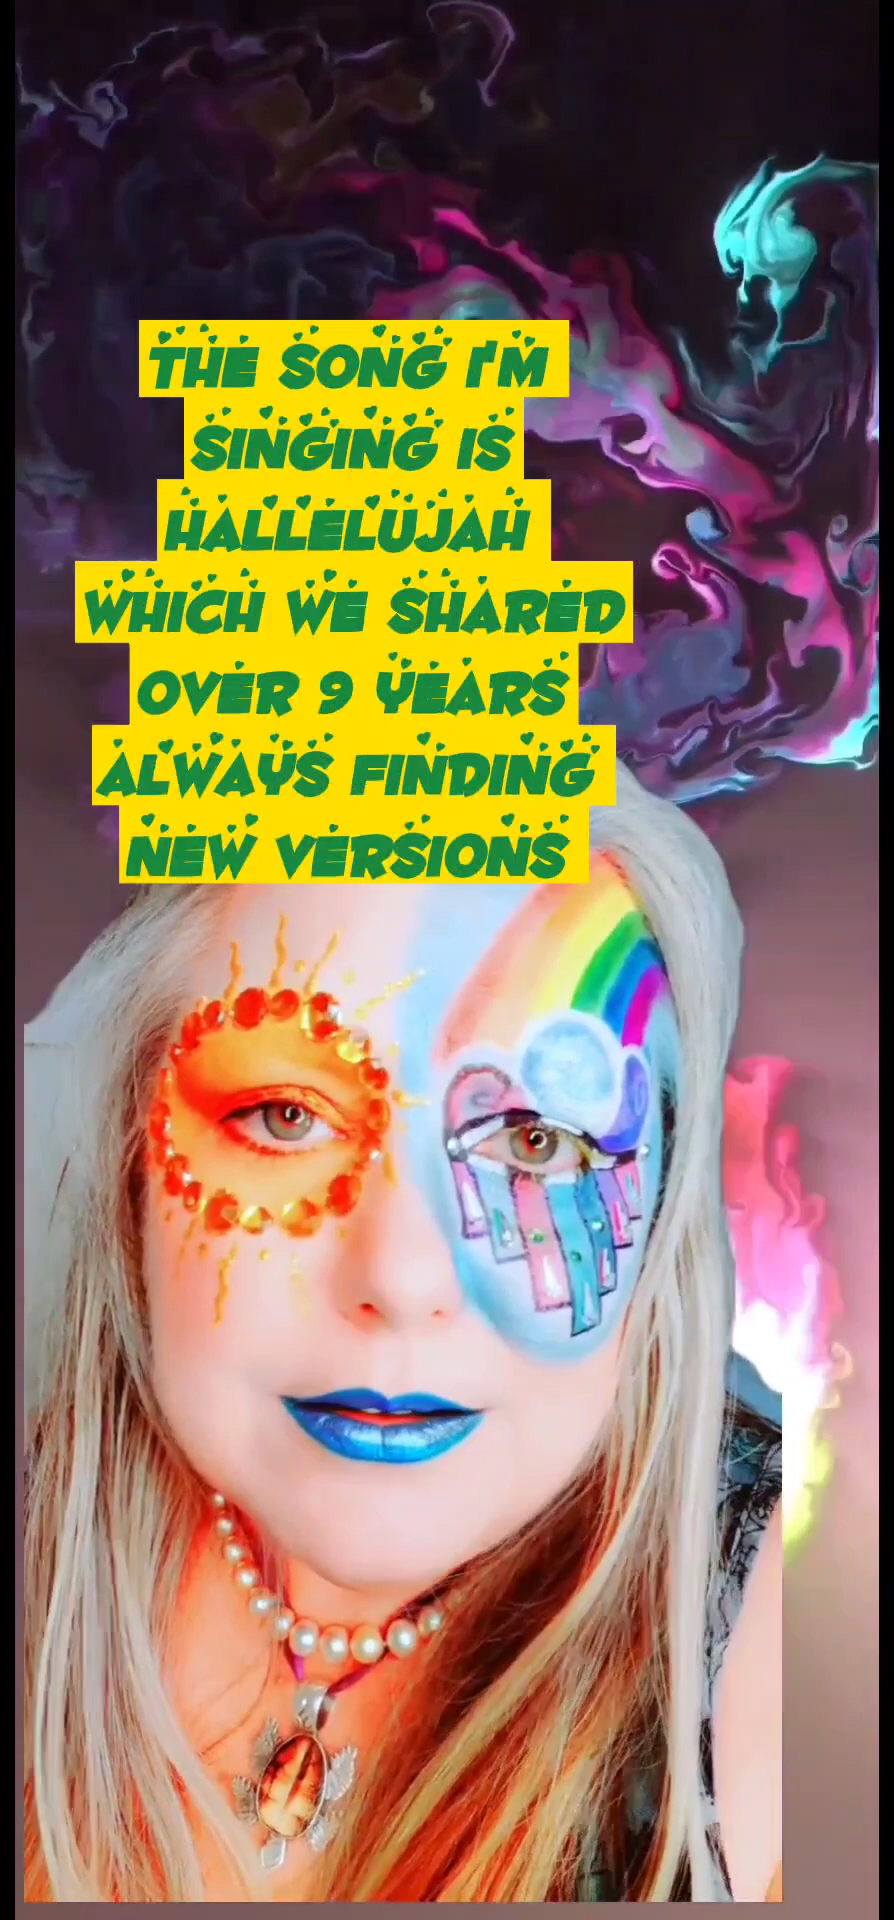 THE SONG I'M
SINGING IS
HALLELUJAH
WHICH WE SHARED
OVER 9 YEARS
ALWAYS FINDING
NEW VERSIONS